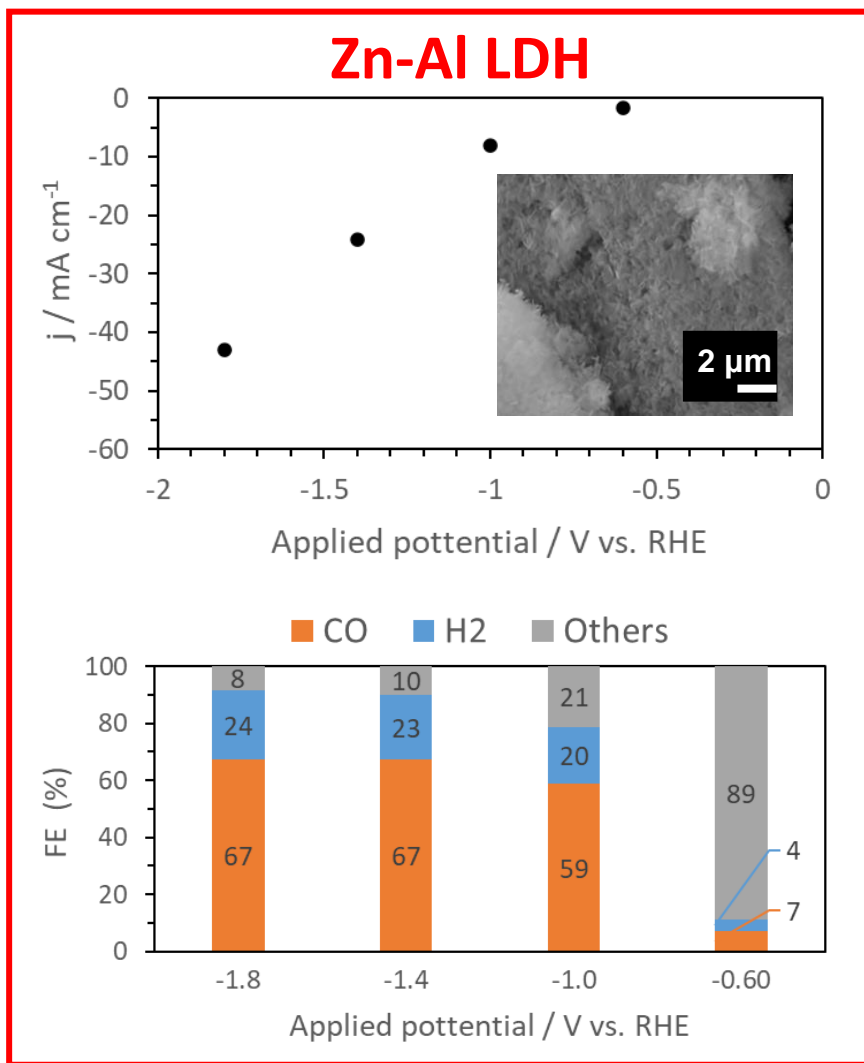 Zn-Al LDH
0
-10
-20
-30
-40
-50
-60
j / mA cm⁻¹
2 µm
-2 -1.5 -1 -0.5 0
Applied pottential / V vs. RHE
CO H2 Others
100
80
60
40
20
0
FE (%)
8 10 21
24 23 20 89
67 67 59 4
7
-1.8 -1.4 -1.0 -0.60
Applied pottential / V vs. RHE